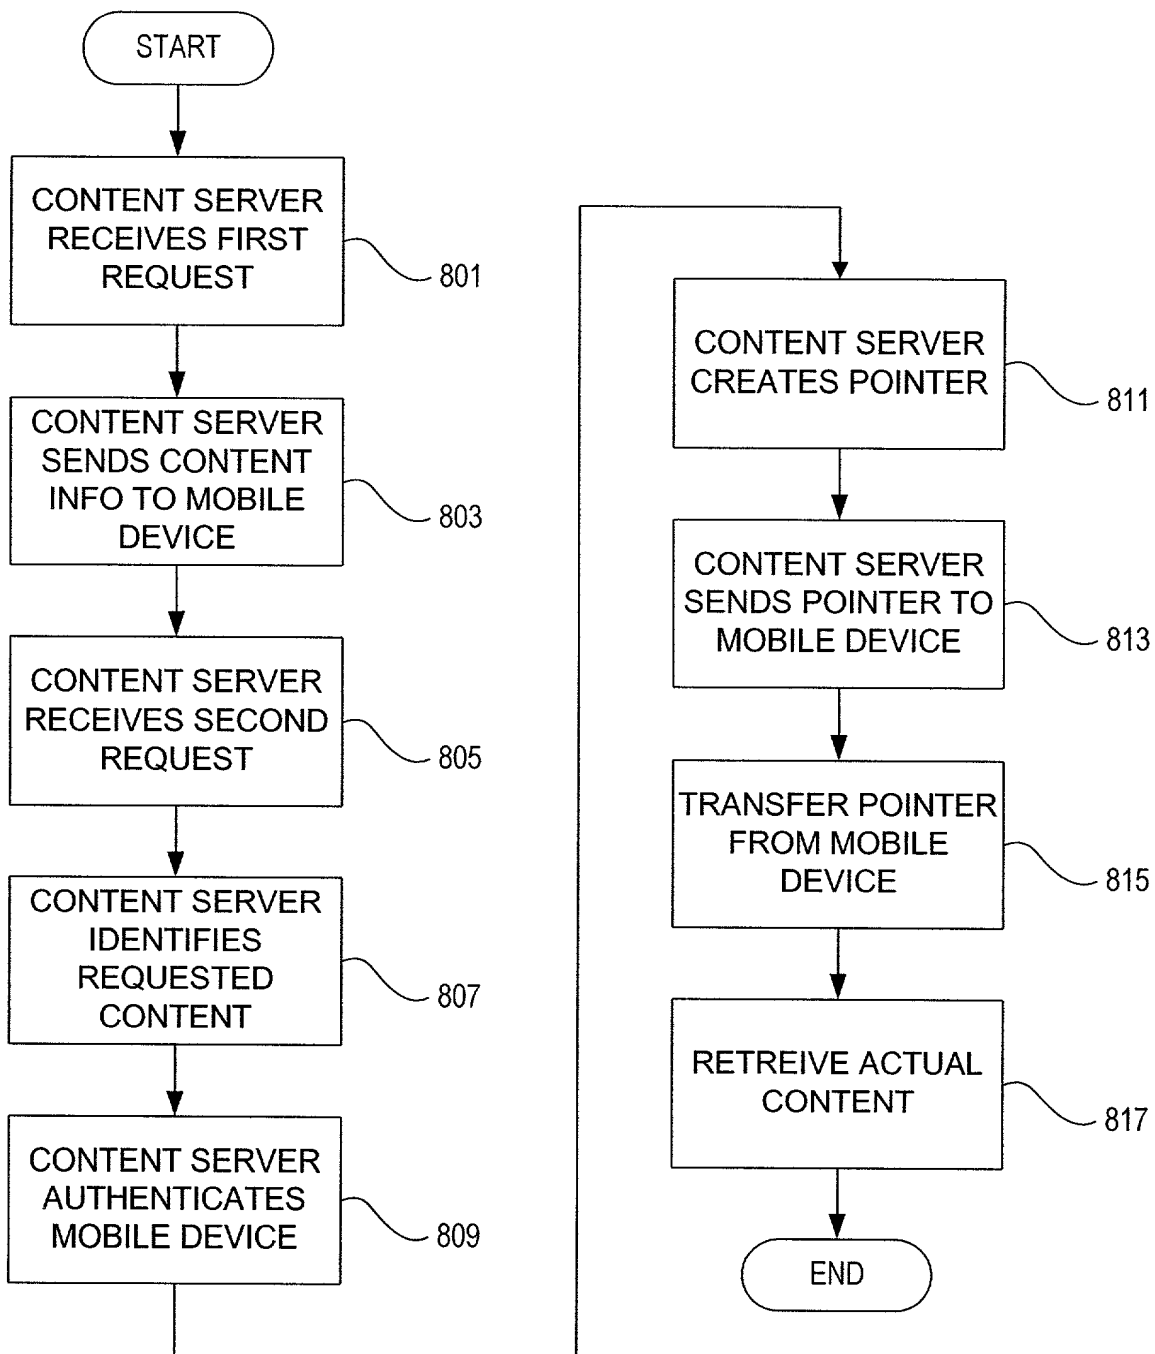 START
CONTENT SERVER
RECEIVES FIRST
REQUEST
801
CONTENT SERVER
SENDS CONTENT
INFO TO MOBILE
DEVICE
803
CONTENT SERVER
RECEIVES SECOND
REQUEST
805
CONTENT SERVER
IDENTIFIES
REQUESTED
CONTENT
807
CONTENT SERVER
AUTHENTICATES
MOBILE DEVICE
809
CONTENT SERVER
CREATES POINTER
811
CONTENT SERVER
SENDS POINTER TO
MOBILE DEVICE
813
TRANSFER POINTER
FROM MOBILE
DEVICE
815
RETREIVE ACTUAL
CONTENT
817
END